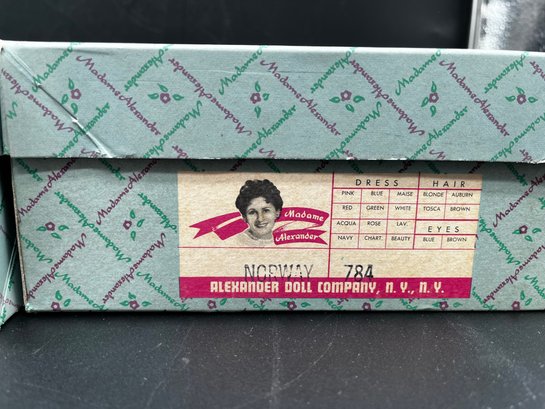 Madame Alexander
DRESS HAIR
PINK BLUE MAISE BLONDE AUBURN
RED GREEN WHITE TOSCA BROWN
ACQUA ROSE LAV. EYES
NAVY CHART. BEAUTY BLUE BROWN
Madame
Alexander
NORWAY 784
ALEXANDER DOLL COMPANY, N. Y., N. Y.